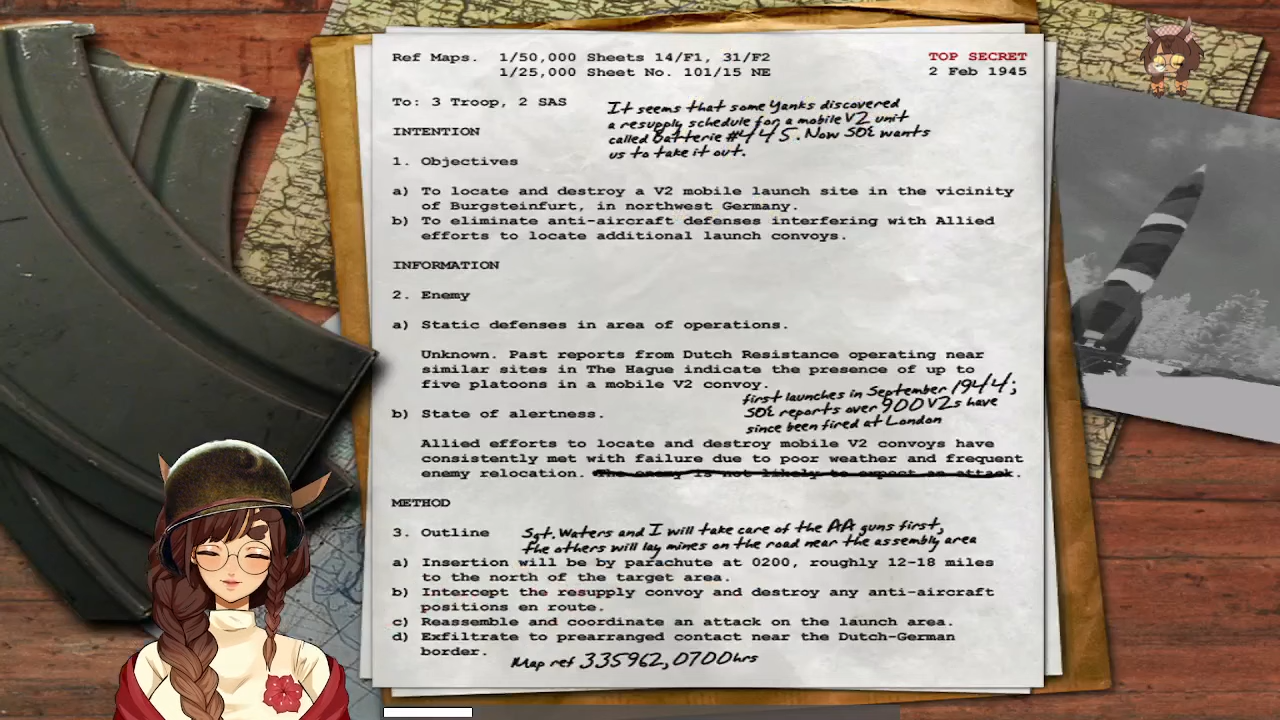 Ref Maps. 1/50,000 Sheets 14/F1, 31/F2
TOP SECRET
1/25,000 Sheet No. 101/15 NE
2 Feb 1945
To: 3 Troop, 2 SAS
It seems that some Yanks discovered
a resupply schedule for a mobile V2 unit
called Batterie #445. Now SOE wants
us to take it out.
INTENTION
1. Objectives
a) To locate and destroy a V2 mobile launch site in the vicinity
of Burgsteinfurt, in northwest Germany.
b) To eliminate anti-aircraft defenses interfering with Allied
efforts to locate additional launch convoys.
INFORMATION
2. Enemy
a) Static defenses in area of operations.
Unknown. Past reports from Dutch Resistance operating near
similar sites in The Hague indicate the presence of up to
five platoons in a mobile V2 convoy.
first launches in September 1944;
SOE reports over 900 V2s have
since been fired at London
b) State of alertness.
Allied efforts to locate and destroy mobile V2 convoys have
consistently met with failure due to poor weather and frequent
enemy relocation. The enemy is not likely to expect an attack.
METHOD
3. Outline
Sgt. Waters and I will take care of the AA guns first,
the others will lay mines on the road near the assembly area
a) Insertion will be by parachute at 0200, roughly 12-18 miles
to the north of the target area.
b) Intercept the resupply convoy and destroy any anti-aircraft
positions en route.
c) Reassemble and coordinate an attack on the launch area.
d) Exfiltrate to prearranged contact near the Dutch-German
border.
Map ref 335962, 0700hrs